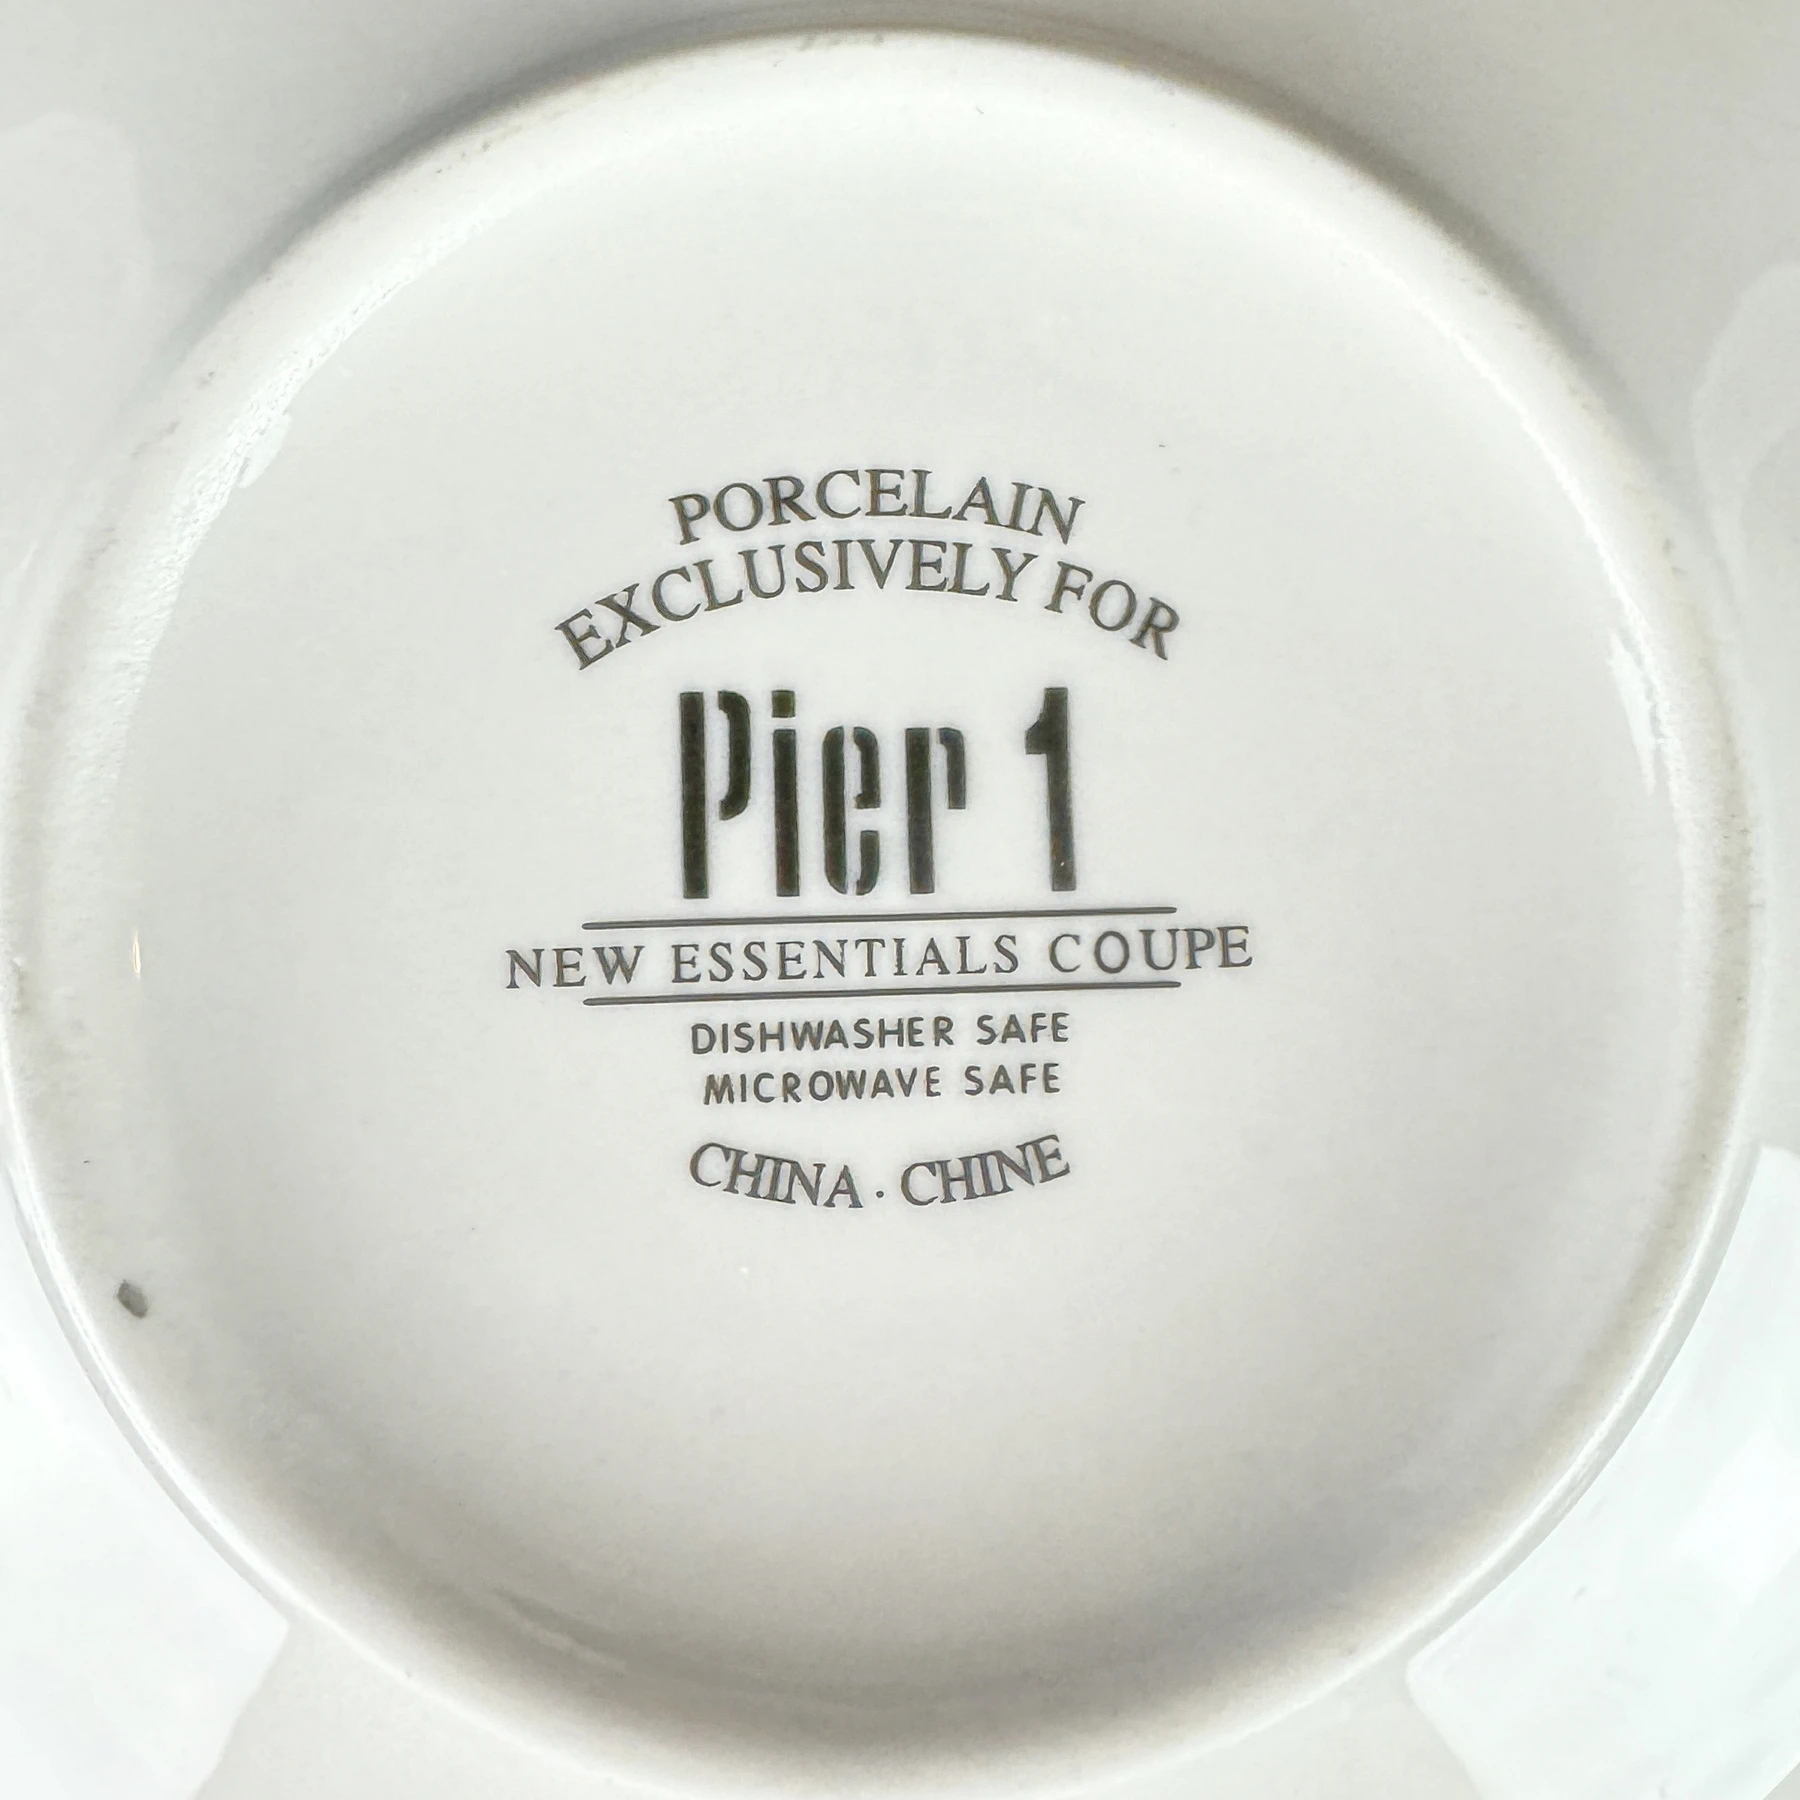 PORCELAIN
EXCLUSIVELY FOR
Pier 1
NEW ESSENTIALS COUPE
DISHWASHER SAFE
MICROWAVE SAFE
CHINA · CHINE